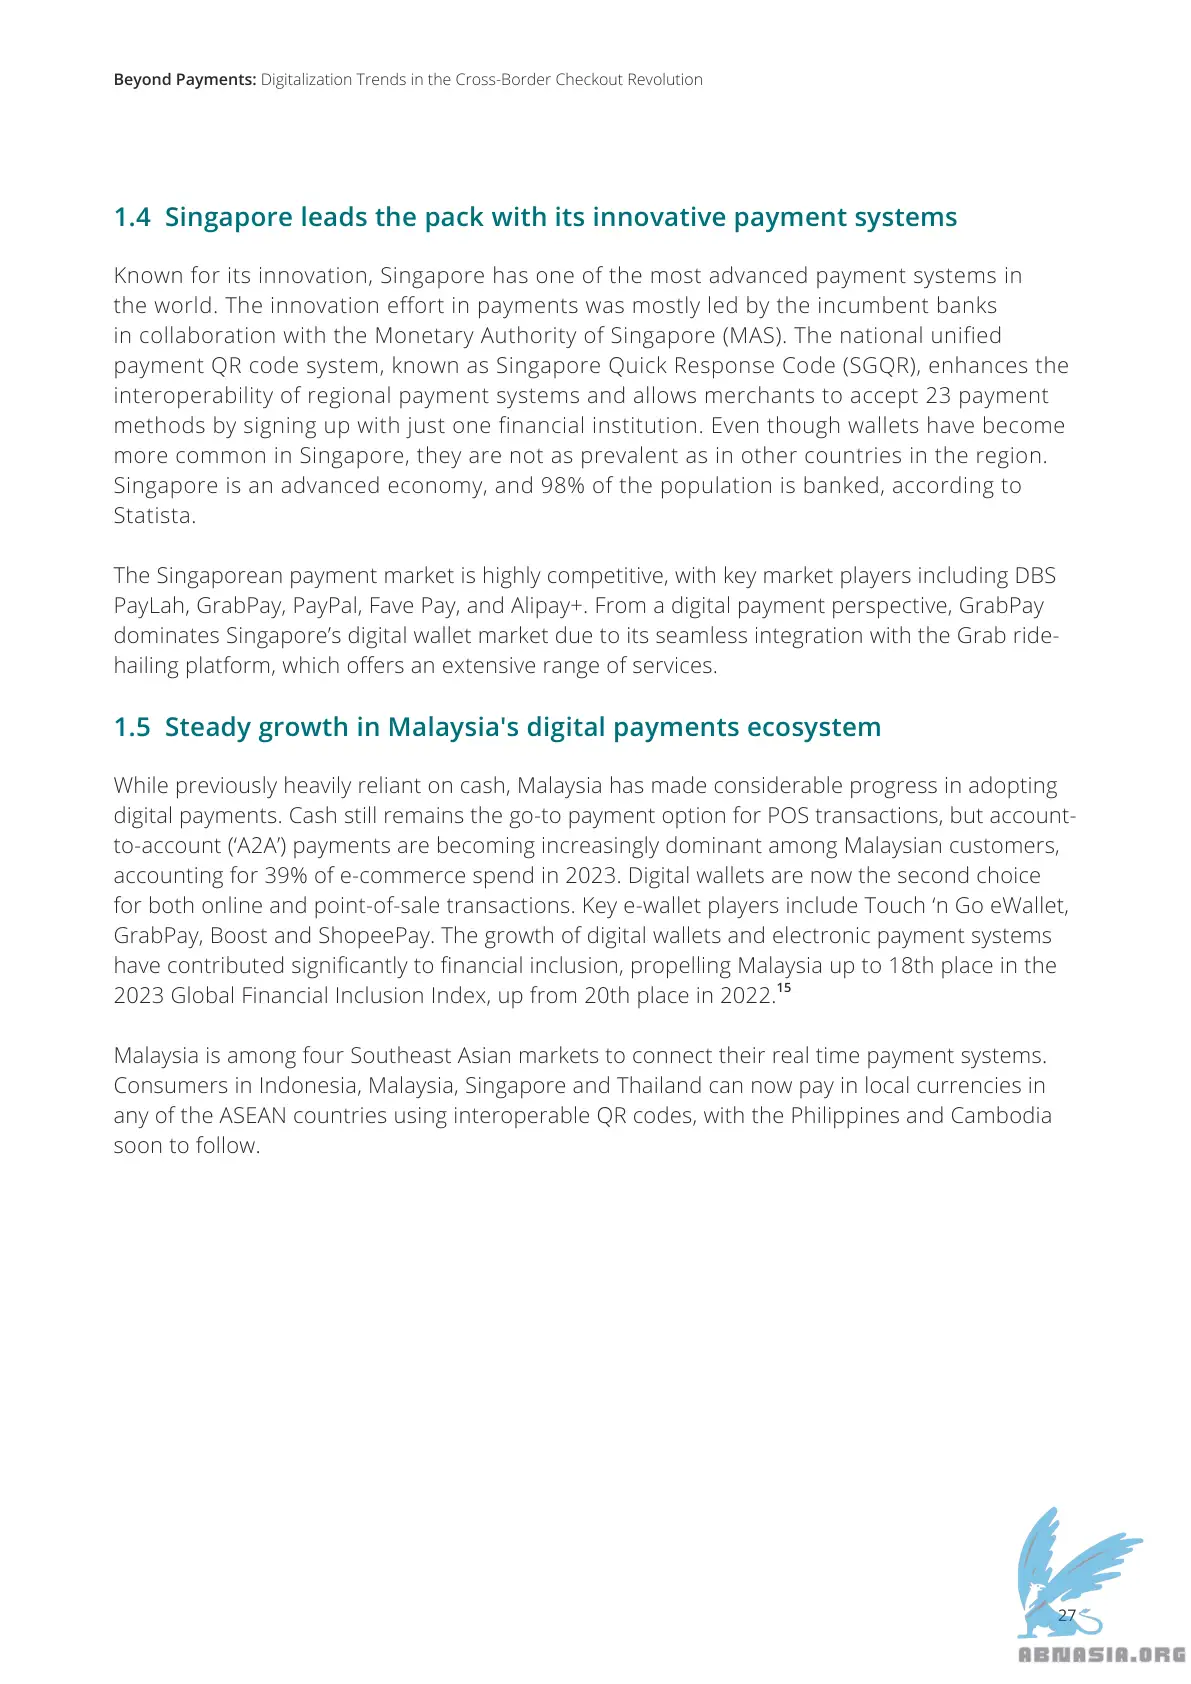 Beyond Payments: Digitalization Trends in the Cross-Border Checkout Revolution
1.4 Singapore leads the pack with its innovative payment systems
Known for its innovation, Singapore has one of the most advanced payment systems in
the world. The innovation effort in payments was mostly led by the incumbent banks
in collaboration with the Monetary Authority of Singapore (MAS). The national unified
payment QR code system, known as Singapore Quick Response Code (SGQR), enhances the
interoperability of regional payment systems and allows merchants to accept 23 payment
methods by signing up with just one financial institution. Even though wallets have become
more common in Singapore, they are not as prevalent as in other countries in the region.
Singapore is an advanced economy, and 98% of the population is banked, according to
Statista.
The Singaporean payment market is highly competitive, with key market players including DBS
PayLah, GrabPay, PayPal, Fave Pay, and Alipay+. From a digital payment perspective, GrabPay
dominates Singapore’s digital wallet market due to its seamless integration with the Grab ride-
hailing platform, which offers an extensive range of services.
1.5 Steady growth in Malaysia's digital payments ecosystem
While previously heavily reliant on cash, Malaysia has made considerable progress in adopting
digital payments. Cash still remains the go-to payment option for POS transactions, but account-
to-account (‘A2A’) payments are becoming increasingly dominant among Malaysian customers,
accounting for 39% of e-commerce spend in 2023. Digital wallets are now the second choice
for both online and point-of-sale transactions. Key e-wallet players include Touch ‘n Go eWallet,
GrabPay, Boost and ShopeePay. The growth of digital wallets and electronic payment systems
have contributed significantly to financial inclusion, propelling Malaysia up to 18th place in the
2023 Global Financial Inclusion Index, up from 20th place in 2022.15
Malaysia is among four Southeast Asian markets to connect their real time payment systems.
Consumers in Indonesia, Malaysia, Singapore and Thailand can now pay in local currencies in
any of the ASEAN countries using interoperable QR codes, with the Philippines and Cambodia
soon to follow.
27
ABNASIA.ORG